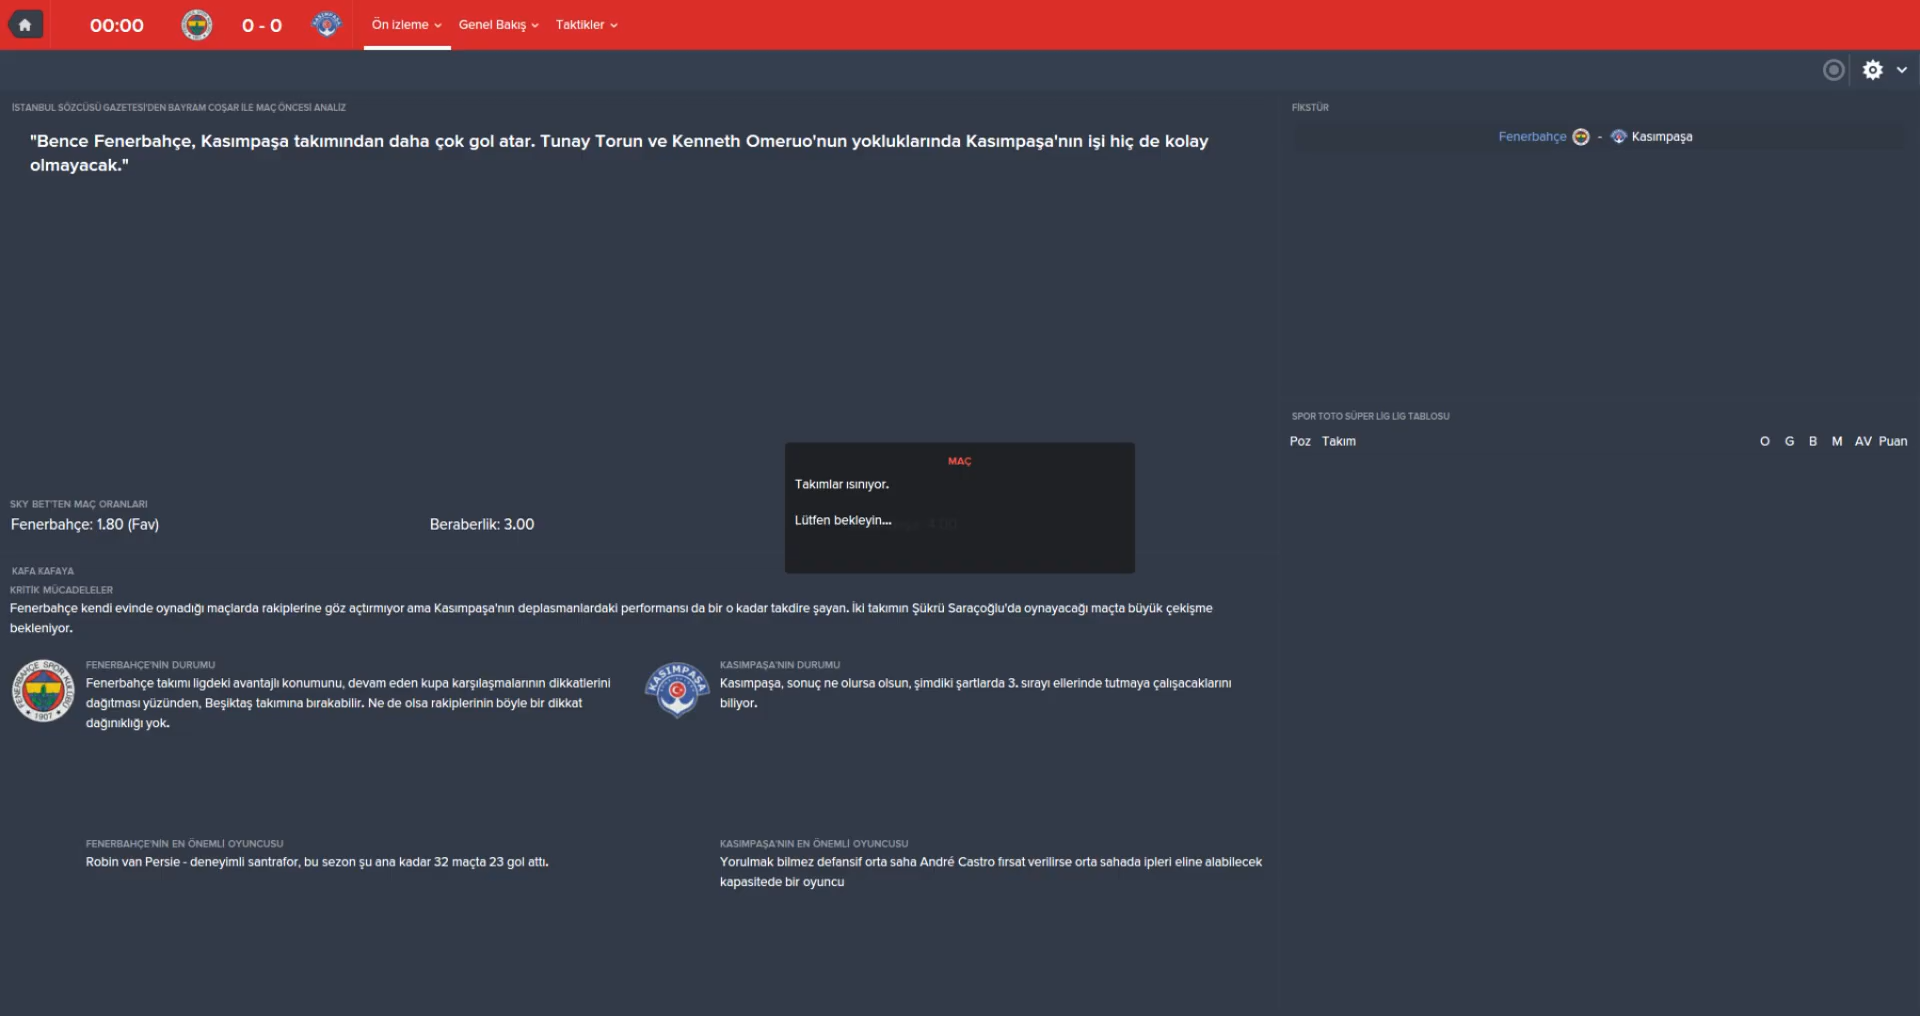 00:00
0 - 0
Ön izleme
Genel Bakış
Taktikler
İSTANBUL SÖZCÜSÜ GAZETESİ'DEN BAYRAM COŞAR İLE MAÇ ÖNCESİ ANALİZ
"Bence Fenerbahçe, Kasımpaşa takımından daha çok gol atar. Tunay Torun ve Kenneth Omeruo'nun yokluklarında Kasımpaşa'nın işi hiç de kolay
olmayacak."
FİKSTÜR
Fenerbahçe - Kasımpaşa
SPOR TOTO SÜPER LİG LİG TABLOSU
Poz Takım O G B M AV Puan
MAÇ
Takımlar ısınıyor.
Lütfen bekleyin...
SKY BET'TEN MAÇ ORANLARI
Fenerbahçe: 1.80 (Fav)
Beraberlik: 3.00
4.00
KAFA KAFAYA
KRİTİK MÜCADELELER
Fenerbahçe kendi evinde oynadığı maçlarda rakiplerine göz açtırmıyor ama Kasımpaşa'nın deplasmanlardaki performansı da bir o kadar takdire şayan. İki takımın Şükrü Saraçoğlu'da oynayacağı maçta büyük çekişme
bekleniyor.
FENERBAHÇE SPOR KULÜBÜ
1907
FENERBAHÇE'NİN DURUMU
Fenerbahçe takımı ligdeki avantajlı konumunu, devam eden kupa karşılaşmalarının dikkatlerini
dağıtması yüzünden, Beşiktaş takımına bırakabilir. Ne de olsa rakiplerinin böyle bir dikkat
dağınıklığı yok.
KASIMPAŞA
KASIMPAŞA'NIN DURUMU
Kasımpaşa, sonuç ne olursa olsun, şimdiki şartlarda 3. sırayı ellerinde tutmaya çalışacaklarını
biliyor.
FENERBAHÇE'NİN EN ÖNEMLİ OYUNCUSU
Robin van Persie - deneyimli santrafor, bu sezon şu ana kadar 32 maçta 23 gol attı.
KASIMPAŞA'NIN EN ÖNEMLİ OYUNCUSU
Yorulmak bilmez defansif orta saha André Castro fırsat verilirse orta sahada ipleri eline alabilecek
kapasitede bir oyuncu